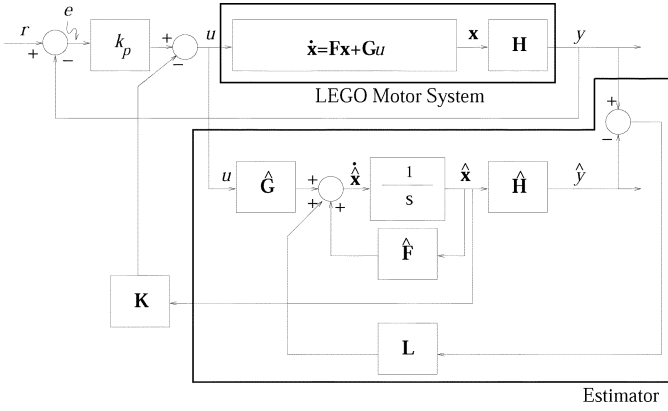 e
r
+
−
k_p
+
−
u
ẋ=Fx+Gu
x
H
y
LEGO Motor System
+
−
u
Ĝ
+
+
+
x̂̇
1
s
x̂
Ĥ
ŷ
F̂
K
L
Estimator